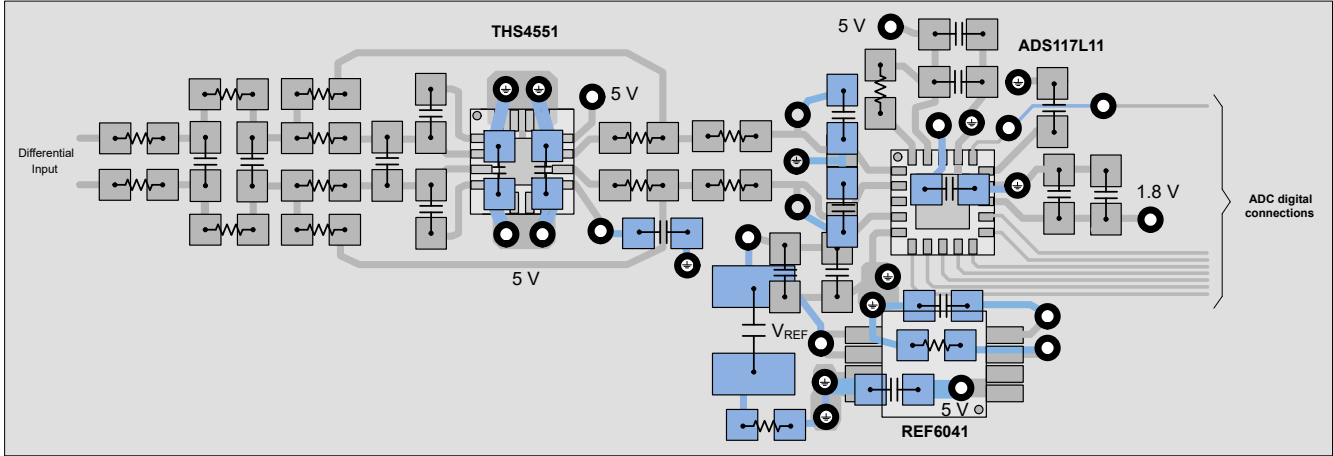 5 V
THS4551
ADS117L11
5 V
Differential
Input
1.8 V
ADC digital
connections
5 V
VREF
5 V
REF6041